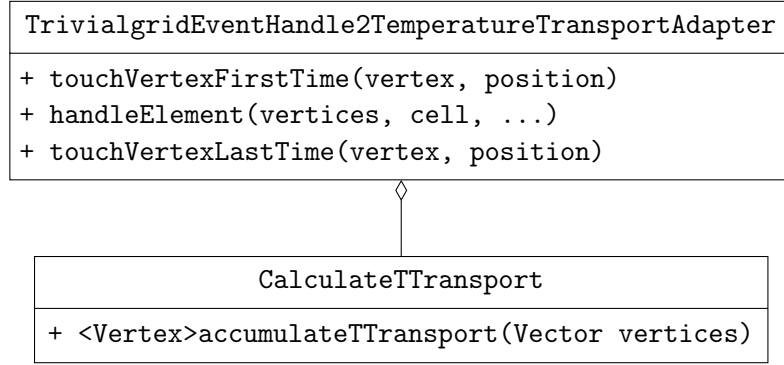 TrivialgridEventHandle2TemperatureTransportAdapter
+ touchVertexFirstTime(vertex, position)
+ handleElement(vertices, cell, ...)
+ touchVertexLastTime(vertex, position)
CalculateTTransport
+ <Vertex>accumulateTTransport(Vector vertices)